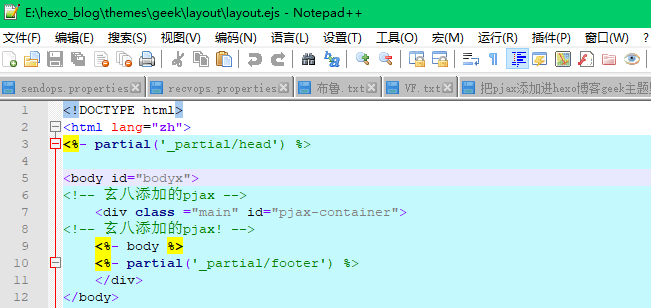 E:\hexo_blog\themes\geek\layout\layout.ejs - Notepad++
文件(F) 编辑(E) 搜索(S) 视图(V) 编码(N) 语言(L) 设置(T) 工具(O) 宏(M) 运行(R) 插件(P) 窗口(W) ?
sendops.properties recvops.properties 布鲁.txt VF.txt 把pjax添加进hexo博客geek主题
1 <!DOCTYPE html>
2 <html lang="zh">
3 <%- partial('_partial/head') %>
4
5 <body id="bodyx">
6 <!-- 玄八添加的pjax -->
7 <div class ="main" id="pjax-container">
8 <!-- 玄八添加的pjax! -->
9 <%- body %>
10 <%- partial('_partial/footer') %>
11 </div>
12 </body>